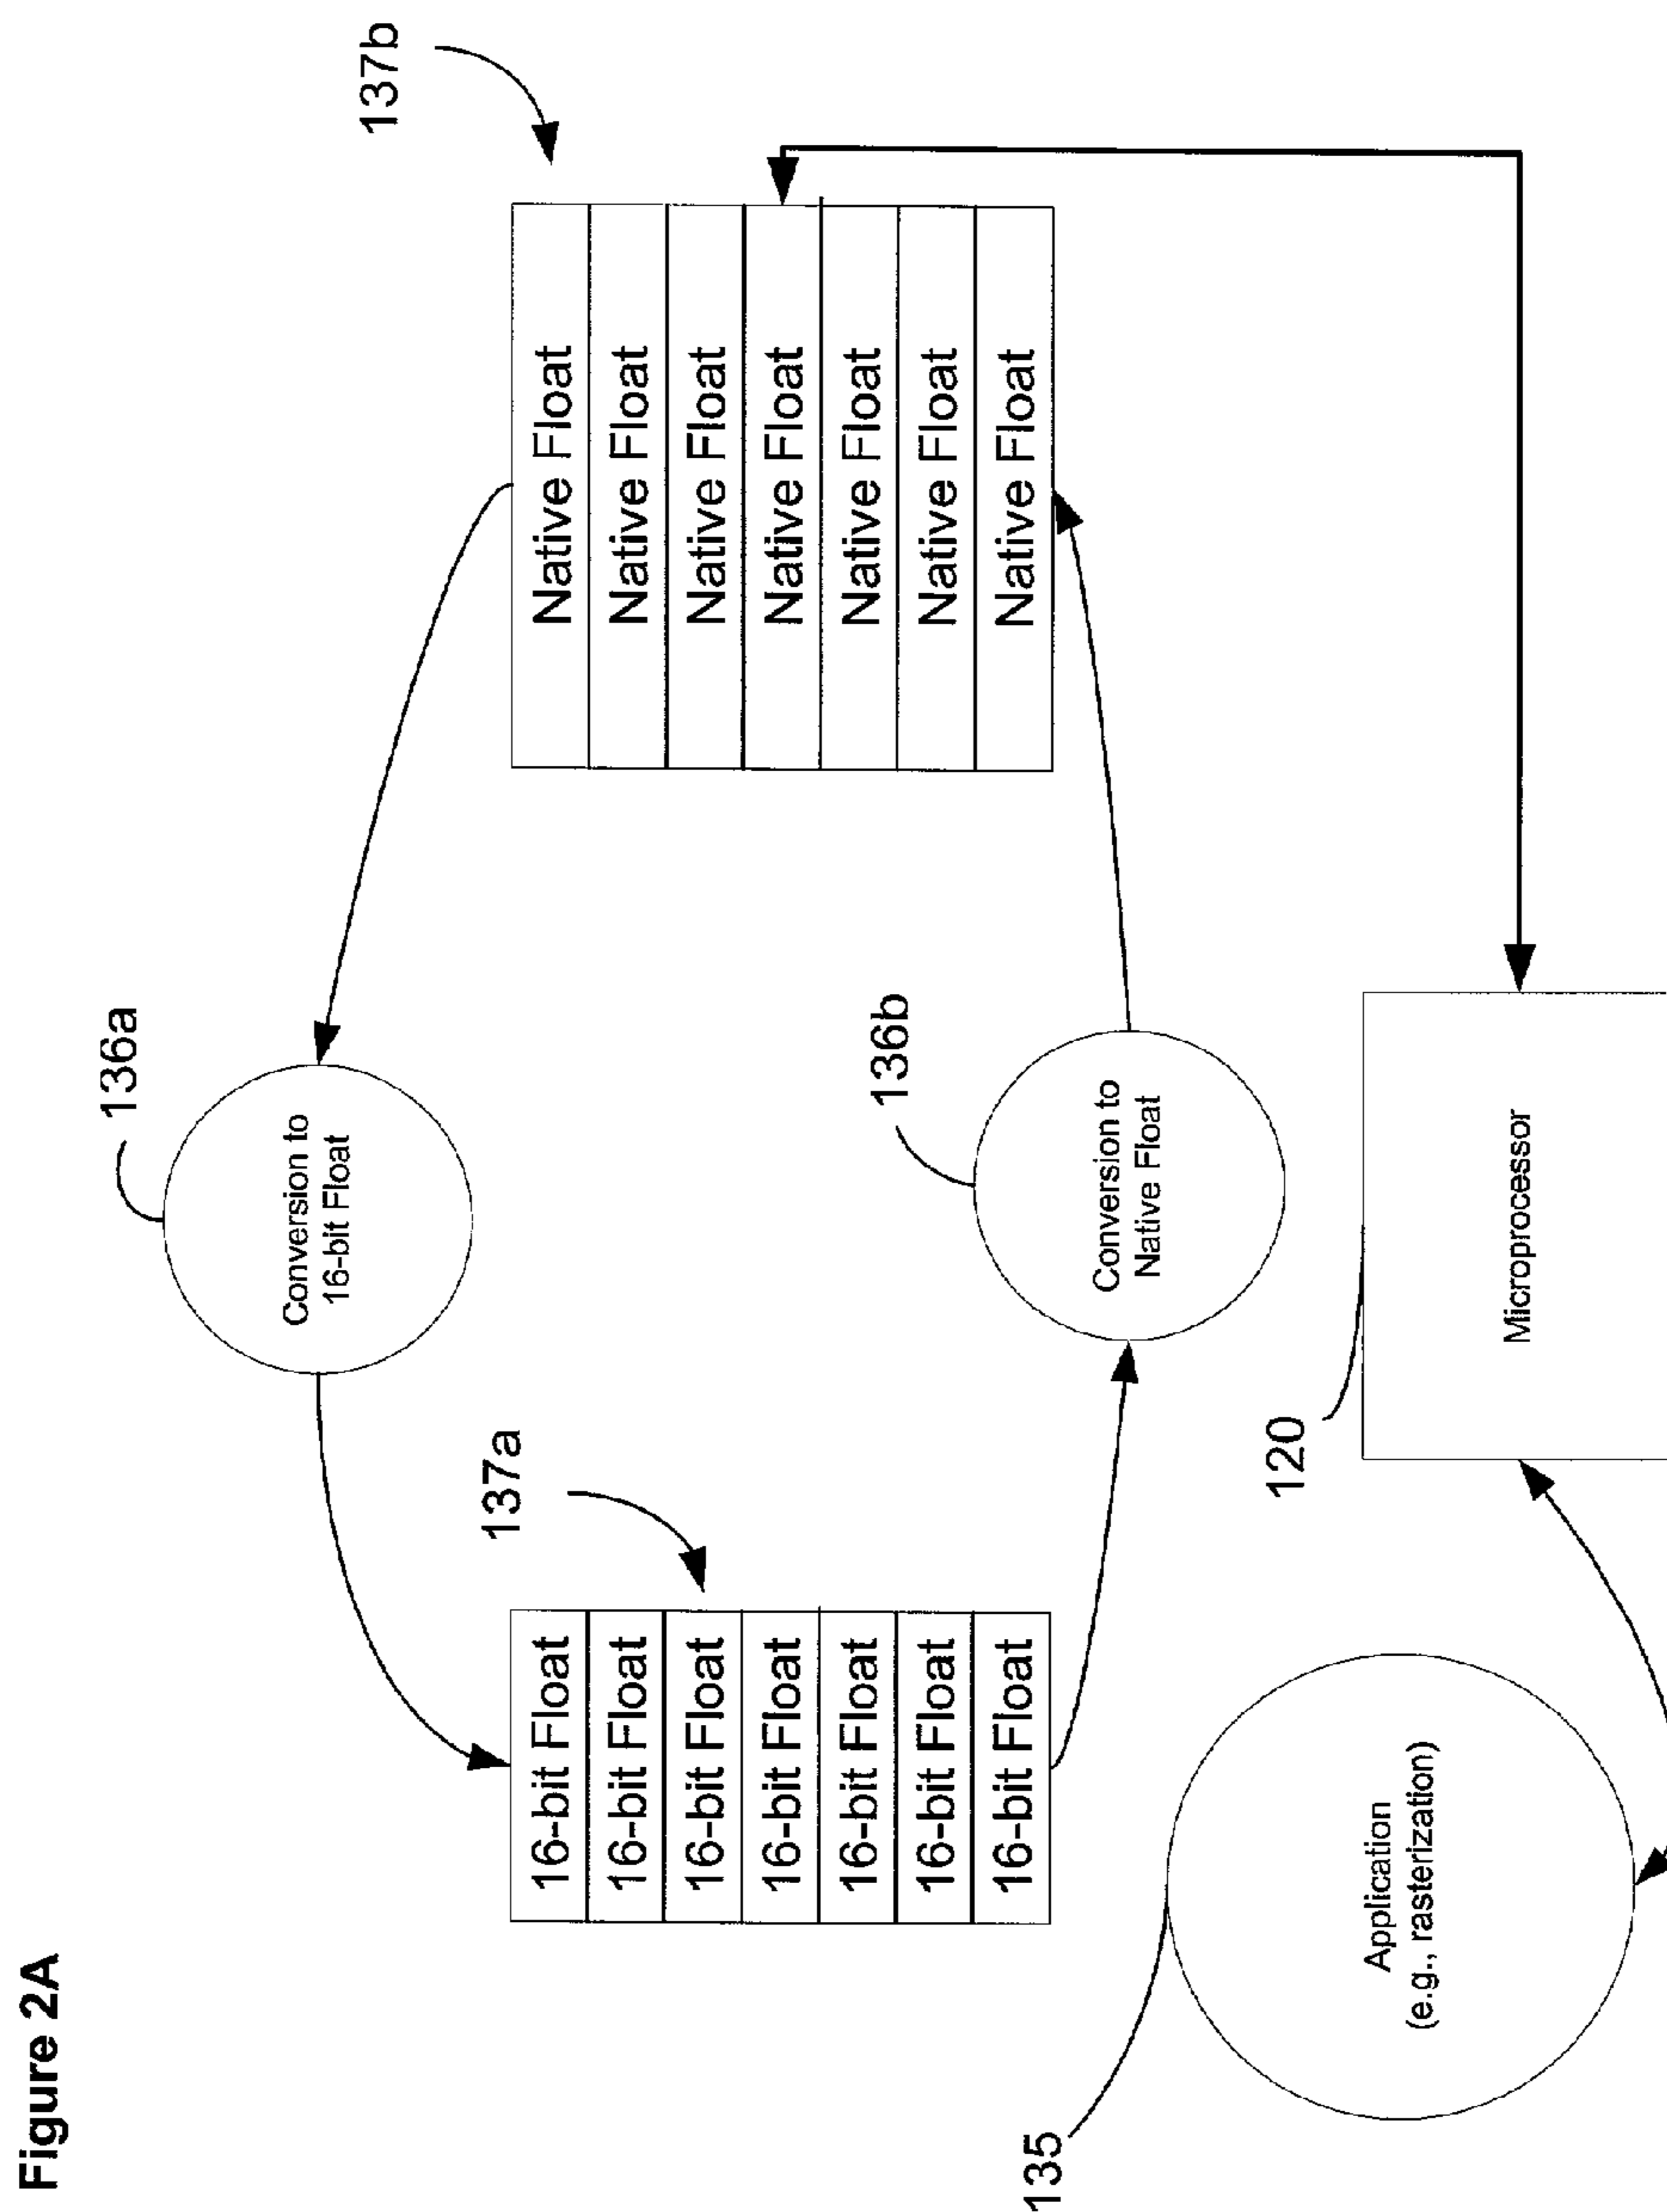 Figure 2A
136a
Conversion to
16-bit Float
137b
137a
16-bit Float
16-bit Float
16-bit Float
16-bit Float
16-bit Float
16-bit Float
16-bit Float
Native Float
Native Float
Native Float
Native Float
Native Float
Native Float
Native Float
136b
Conversion to
Native Float
135
Application
(e.g., rasterization)
120
Microprocessor